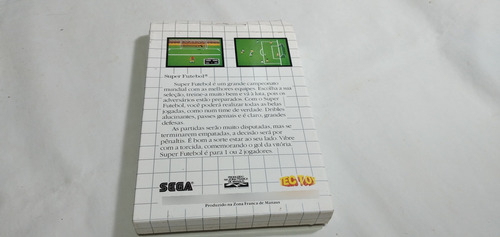 Super Futebol®
Super Futebol é um grande campeonato
mundial com as melhores equipes. Escolha a sua
seleção, treine-a muito bem e vá à luta, pois os
adversários estão preparados. Com o Super
Futebol, você poderá realizar todas as belas
jogadas, como num time de verdade. Dribles
alucinantes, passes geniais e é claro, grandes
defesas.
As partidas serão muito disputadas, mas se
terminarem empatadas, a decisão será por
pênaltis. E bom a sorte estar ao seu lado. Vibre
com a torcida, comemorando o gol da vitória.
Super Futebol é para 1 ou 2 jogadores.
SEGA
TEC TOY
Produzido na Zona Franca de Manaus